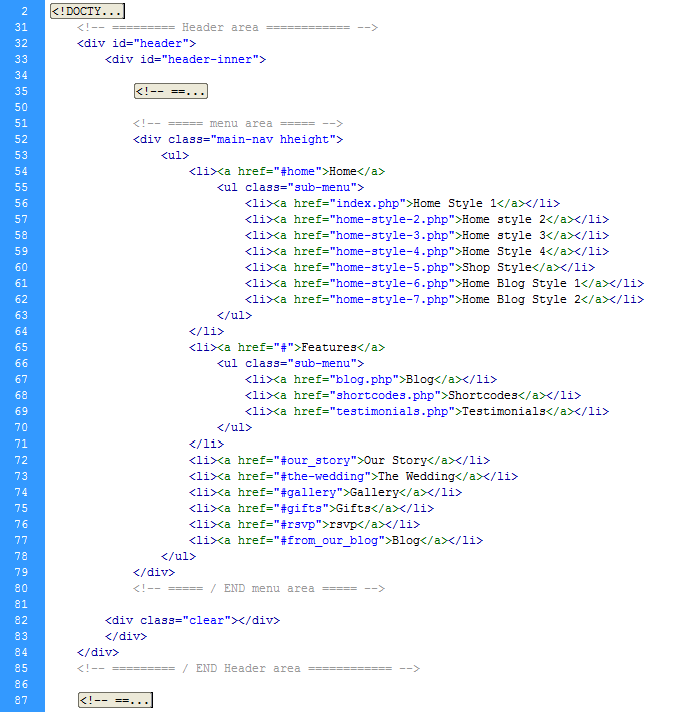 2 <!DOCTY...
31 <!-- ========= Header area ============ -->
32 <div id="header">
33 <div id="header-inner">
34
35 <!-- ==...
50
51 <!-- ===== menu area ===== -->
52 <div class="main-nav hheight">
53 <ul>
54 <li><a href="#home">Home</a>
55 <ul class="sub-menu">
56 <li><a href="index.php">Home Style 1</a></li>
57 <li><a href="home-style-2.php">Home style 2</a></li>
58 <li><a href="home-style-3.php">Home style 3</a></li>
59 <li><a href="home-style-4.php">Home Style 4</a></li>
60 <li><a href="home-style-5.php">Shop Style</a></li>
61 <li><a href="home-style-6.php">Home Blog Style 1</a></li>
62 <li><a href="home-style-7.php">Home Blog Style 2</a></li>
63 </ul>
64 </li>
65 <li><a href="#">Features</a>
66 <ul class="sub-menu">
67 <li><a href="blog.php">Blog</a></li>
68 <li><a href="shortcodes.php">Shortcodes</a></li>
69 <li><a href="testimonials.php">Testimonials</a></li>
70 </ul>
71 </li>
72 <li><a href="#our_story">Our Story</a></li>
73 <li><a href="#the-wedding">The Wedding</a></li>
74 <li><a href="#gallery">Gallery</a></li>
75 <li><a href="#gifts">Gifts</a></li>
76 <li><a href="#rsvp">rsvp</a></li>
77 <li><a href="#from_our_blog">Blog</a></li>
78 </ul>
79 </div>
80 <!-- ===== / END menu area ===== -->
81
82 <div class="clear"></div>
83 </div>
84 </div>
85 <!-- ========= / END Header area ============ -->
86
87 <!-- ==...